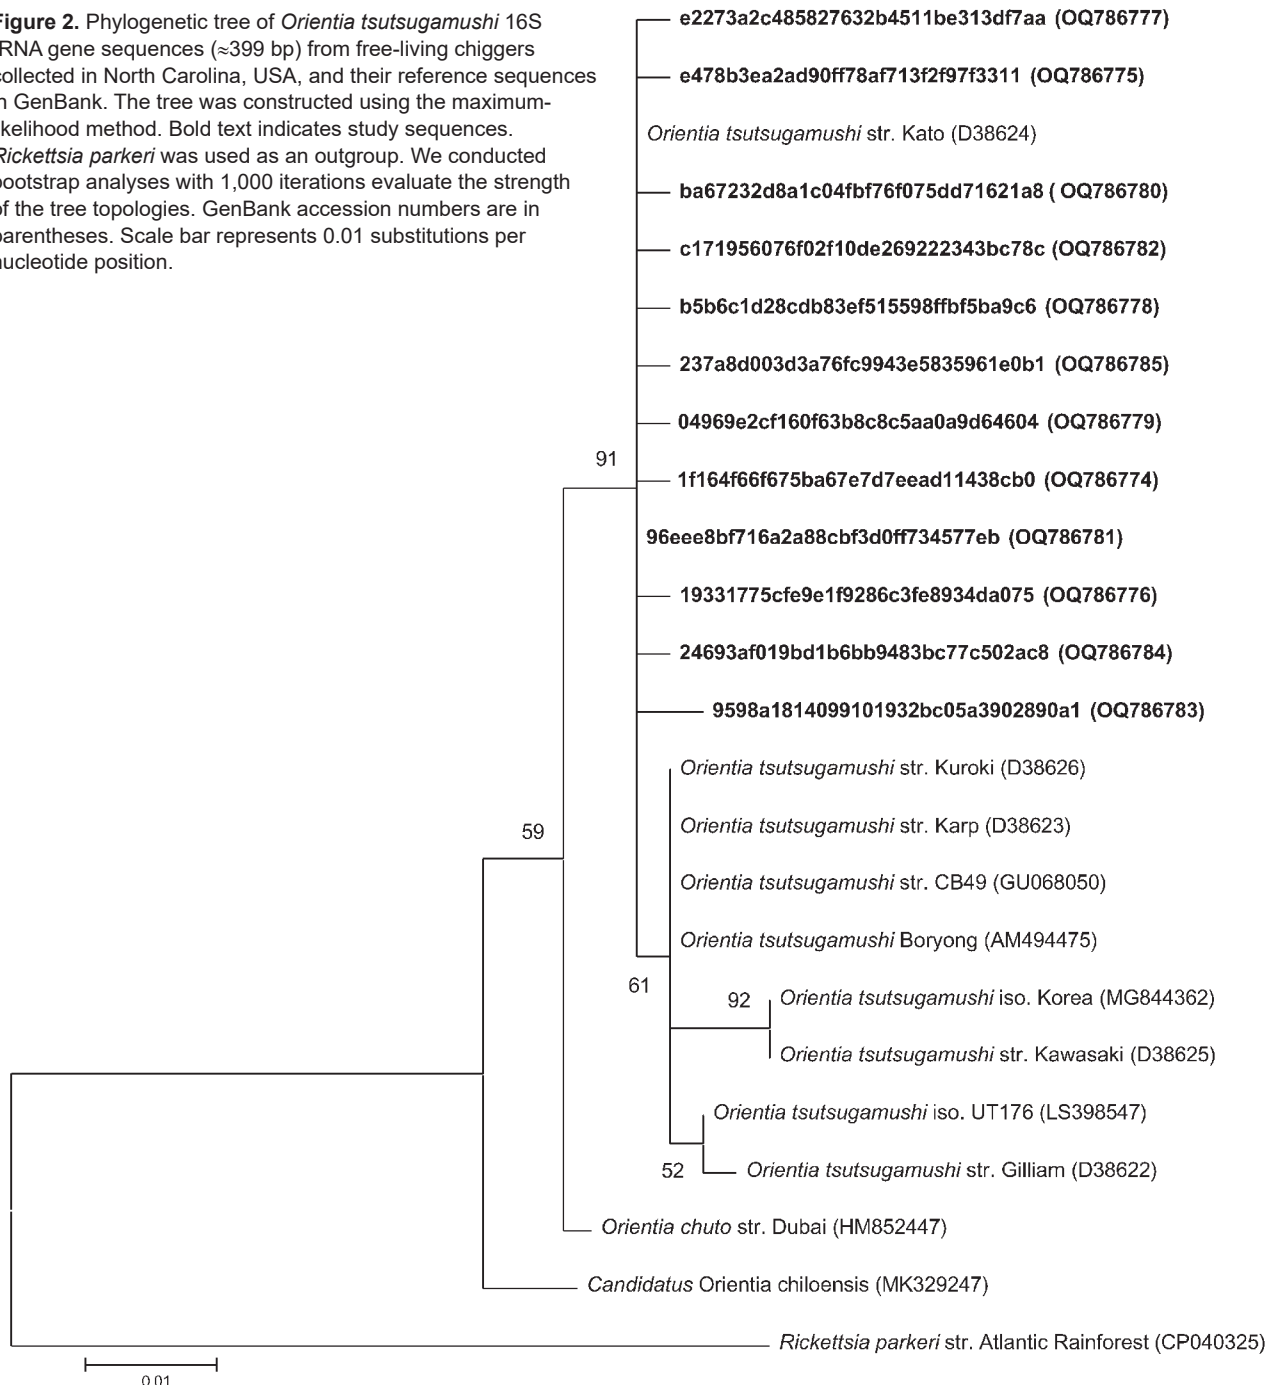 Figure 2. Phylogenetic tree of Orientia tsutsugamushi 16S
rRNA gene sequences (≈399 bp) from free-living chiggers
collected in North Carolina, USA, and their reference sequences
in GenBank. The tree was constructed using the maximum-
likelihood method. Bold text indicates study sequences.
Rickettsia parkeri was used as an outgroup. We conducted
bootstrap analyses with 1,000 iterations evaluate the strength
of the tree topologies. GenBank accession numbers are in
parentheses. Scale bar represents 0.01 substitutions per
nucleotide position.
e2273a2c485827632b4511be313df7aa (OQ786777)
e478b3ea2ad90ff78af713f2f97f3311 (OQ786775)
Orientia tsutsugamushi str. Kato (D38624)
ba67232d8a1c04fbf76f075dd71621a8 ( OQ786780)
c171956076f02f10de269222343bc78c (OQ786782)
b5b6c1d28cdb83ef515598ffbf5ba9c6 (OQ786778)
237a8d003d3a76fc9943e5835961e0b1 (OQ786785)
04969e2cf160f63b8c8c5aa0a9d64604 (OQ786779)
91
1f164f66f675ba67e7d7eead11438cb0 (OQ786774)
96eee8bf716a2a88cbf3d0ff734577eb (OQ786781)
19331775cfe9e1f9286c3fe8934da075 (OQ786776)
24693af019bd1b6bb9483bc77c502ac8 (OQ786784)
9598a1814099101932bc05a3902890a1 (OQ786783)
Orientia tsutsugamushi str. Kuroki (D38626)
59
Orientia tsutsugamushi str. Karp (D38623)
Orientia tsutsugamushi str. CB49 (GU068050)
Orientia tsutsugamushi Boryong (AM494475)
61
92
Orientia tsutsugamushi iso. Korea (MG844362)
Orientia tsutsugamushi str. Kawasaki (D38625)
Orientia tsutsugamushi iso. UT176 (LS398547)
52
Orientia tsutsugamushi str. Gilliam (D38622)
Orientia chuto str. Dubai (HM852447)
Candidatus Orientia chiloensis (MK329247)
Rickettsia parkeri str. Atlantic Rainforest (CP040325)
0.01